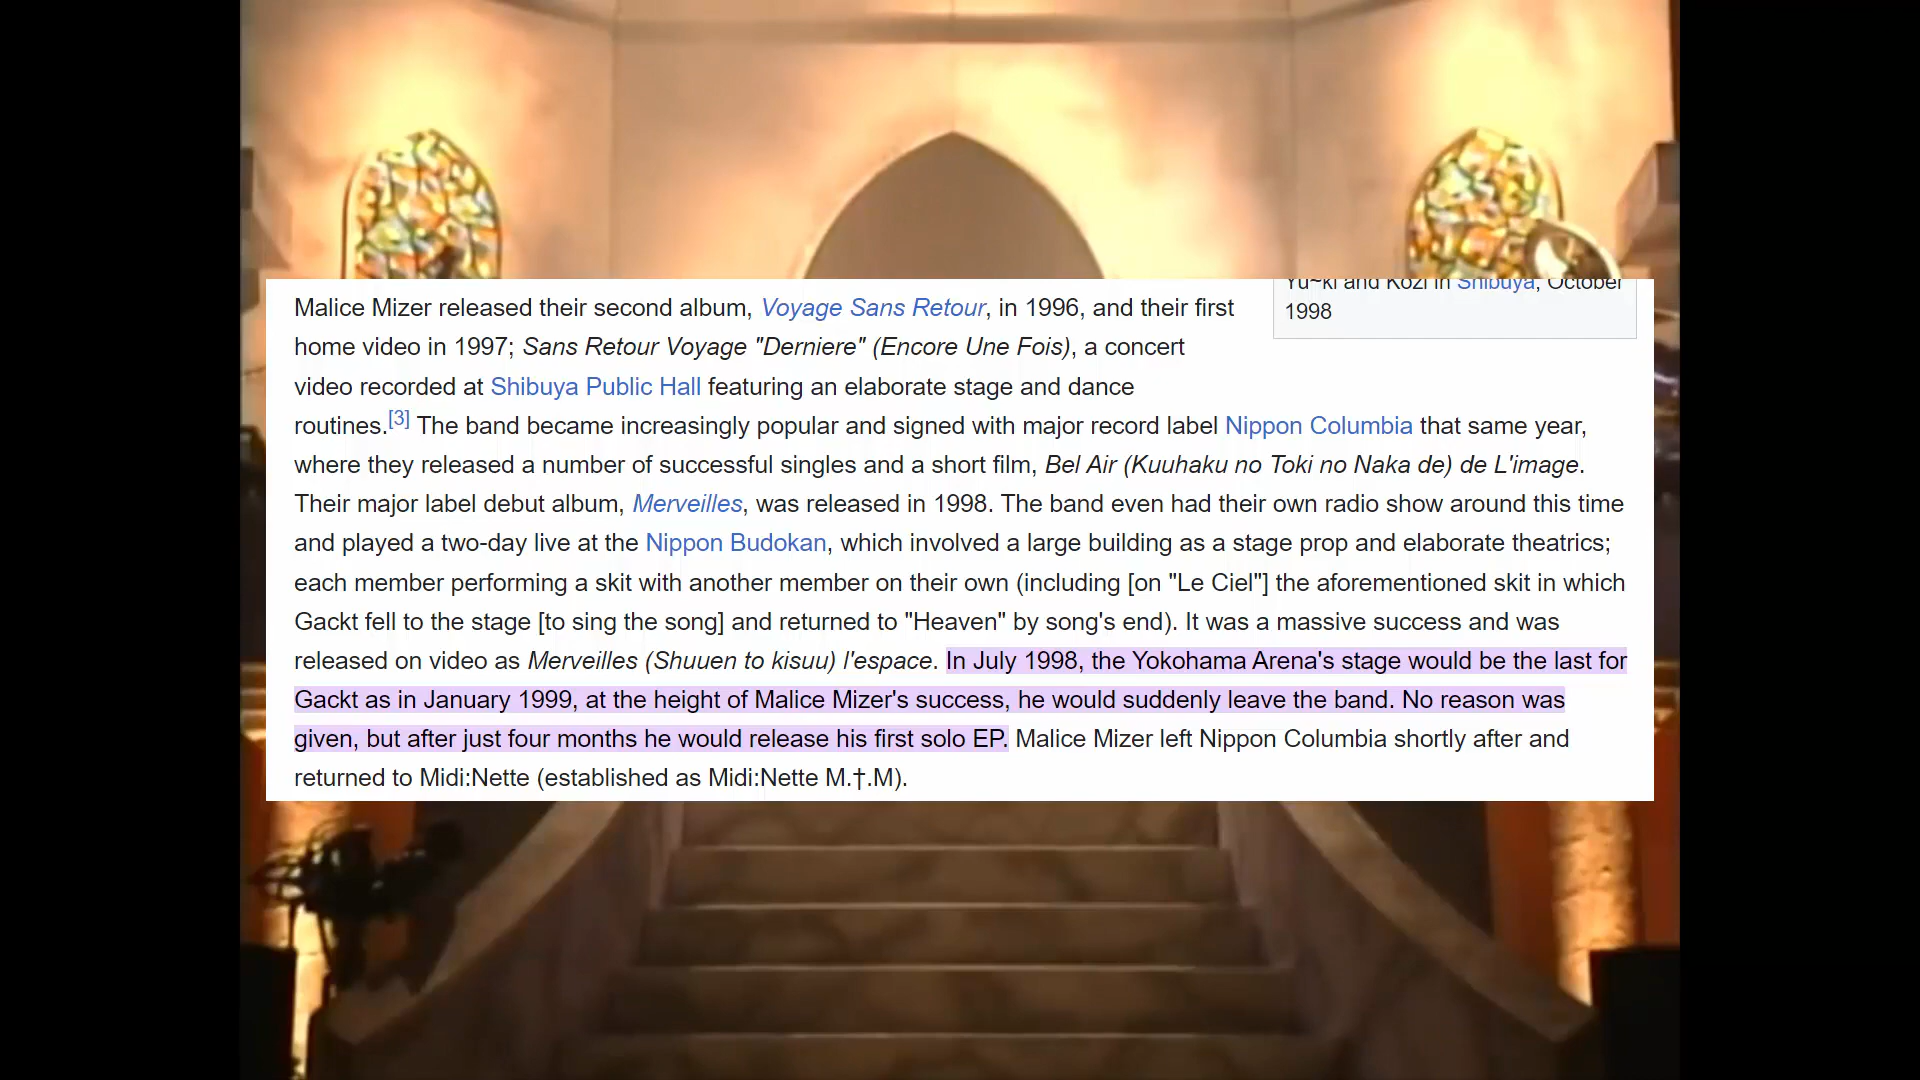 Yu~ki and Közi in Shibuya, October
1998
Malice Mizer released their second album, Voyage Sans Retour, in 1996, and their first
home video in 1997; Sans Retour Voyage "Derniere" (Encore Une Fois), a concert
video recorded at Shibuya Public Hall featuring an elaborate stage and dance
routines.[3] The band became increasingly popular and signed with major record label Nippon Columbia that same year,
where they released a number of successful singles and a short film, Bel Air (Kuuhaku no Toki no Naka de) de L'image.
Their major label debut album, Merveilles, was released in 1998. The band even had their own radio show around this time
and played a two-day live at the Nippon Budokan, which involved a large building as a stage prop and elaborate theatrics;
each member performing a skit with another member on their own (including [on "Le Ciel"] the aforementioned skit in which
Gackt fell to the stage [to sing the song] and returned to "Heaven" by song's end). It was a massive success and was
released on video as Merveilles (Shuuen to kisuu) l'espace. In July 1998, the Yokohama Arena's stage would be the last for
Gackt as in January 1999, at the height of Malice Mizer's success, he would suddenly leave the band. No reason was
given, but after just four months he would release his first solo EP. Malice Mizer left Nippon Columbia shortly after and
returned to Midi:Nette (established as Midi:Nette M.†.M).